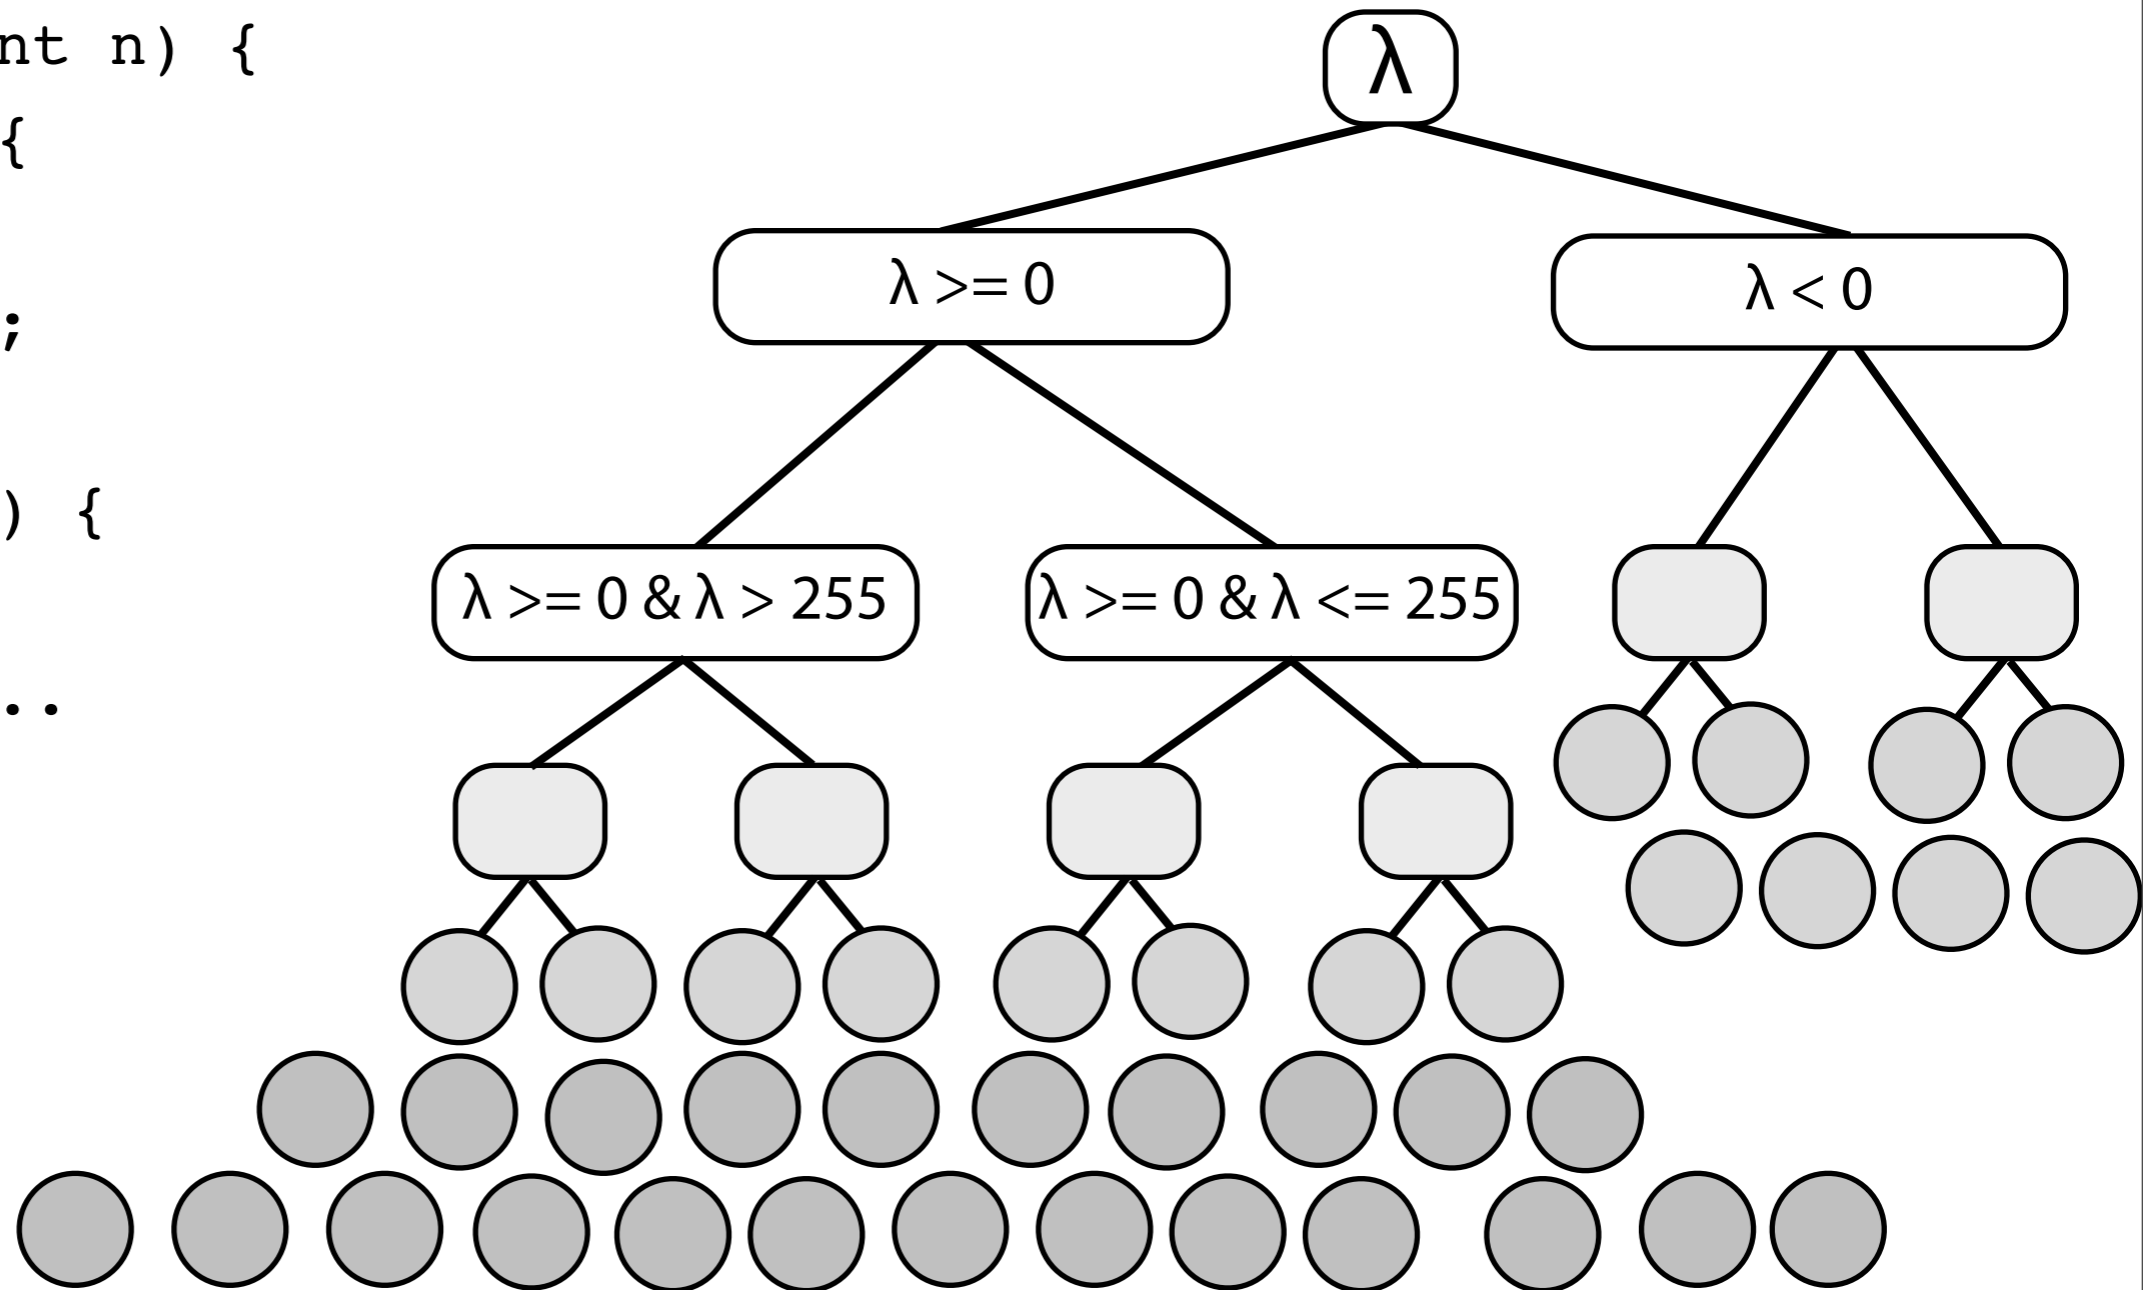 nt n) {
{
;
) {
..
λ
λ >= 0
λ < 0
λ >= 0 & λ > 255
λ >= 0 & λ <= 255